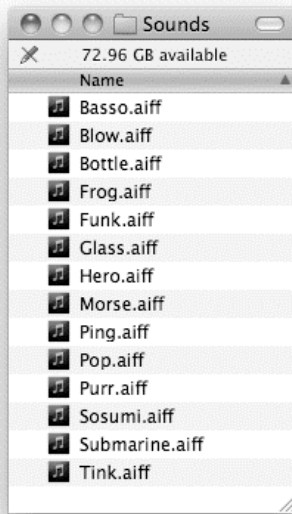 Sounds
72.96 GB available
Name
Basso.aiff
Blow.aiff
Bottle.aiff
Frog.aiff
Funk.aiff
Glass.aiff
Hero.aiff
Morse.aiff
Ping.aiff
Pop.aiff
Purr.aiff
Sosumi.aiff
Submarine.aiff
Tink.aiff